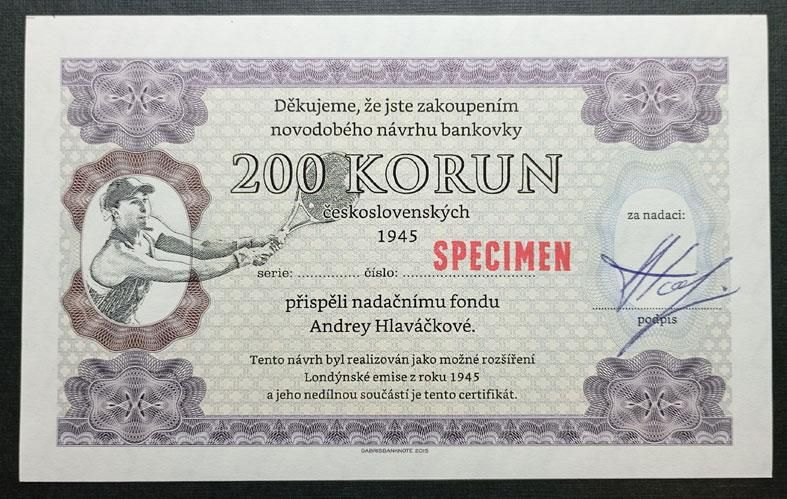 Děkujeme, že jste zakoupením
novodobého návrhu bankovky
200 KORUN
československých
1945
SPECIMEN
serie: .............. číslo: ..............................
přispěli nadačnímu fondu
Andrey Hlaváčkové.
Tento návrh byl realizován jako možné rozšíření
Londýnské emise z roku 1945
a jeho nedílnou součástí je tento certifikát.
za nadaci:
podpis
GABRISBANKNOTE 2015